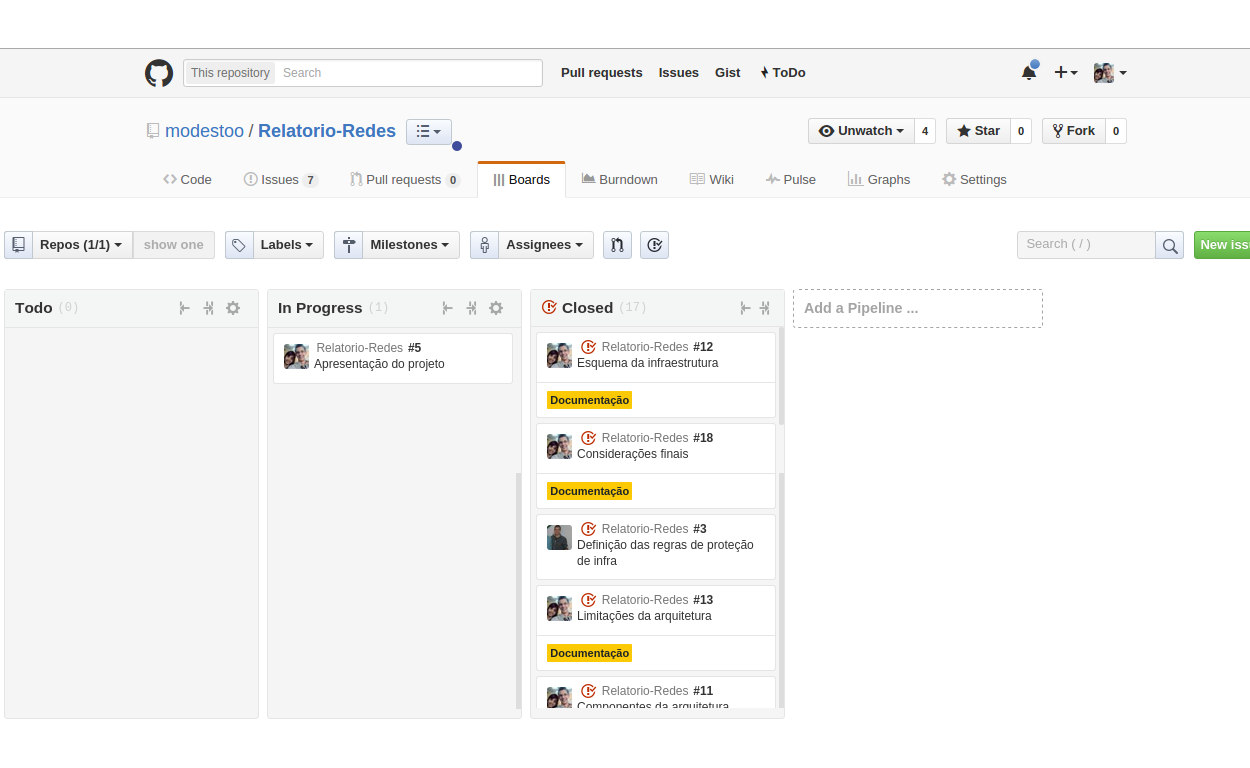 This repository Search Pull requests Issues Gist ToDo
modestoo / Relatorio-Redes Unwatch 4 Star 0 Fork 0
Code Issues 7 Pull requests 0 Boards Burndown Wiki Pulse Graphs Settings
Repos (1/1) show one Labels Milestones Assignees Search ( / ) New iss
Todo (0)
In Progress (1)
Relatorio-Redes #5
Apresentação do projeto
Closed (17)
Relatorio-Redes #12
Esquema da infraestrutura
Documentação
Relatorio-Redes #18
Considerações finais
Documentação
Relatorio-Redes #3
Definição das regras de proteção
de infra
Relatorio-Redes #13
Limitações da arquitetura
Documentação
Relatorio-Redes #11
Componentes da arquitetura
Add a Pipeline ...